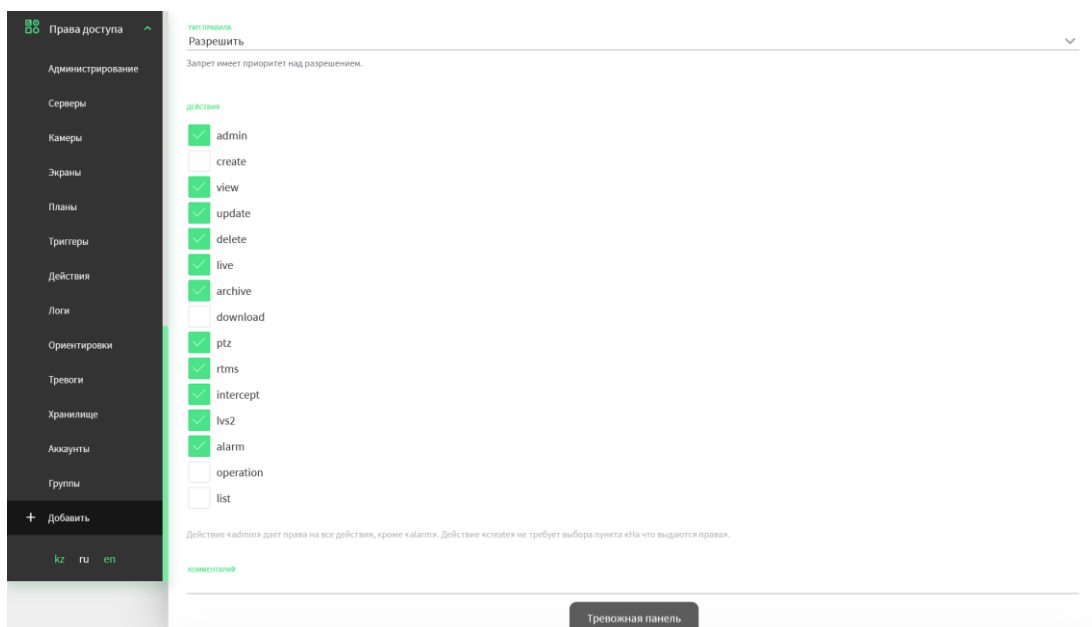 Права доступа
Администрирование
Серверы
Камеры
Экраны
Планы
Триггеры
Действия
Логи
Ориентировки
Тревоги
Хранилище
Аккаунты
Группы
+ Добавить
kz ru en
ТИП ПРАВИЛА
Разрешить
Запрет имеет приоритет над разрешением.
ДЕЙСТВИЯ
admin
create
view
update
delete
live
archive
download
ptz
rtms
intercept
lvs2
alarm
operation
list
Действие «admin» дает права на все действия, кроме «alarm». Действие «create» не требует выбора пункта «На что выдаются права».
КОММЕНТАРИЙ
Тревожная панель